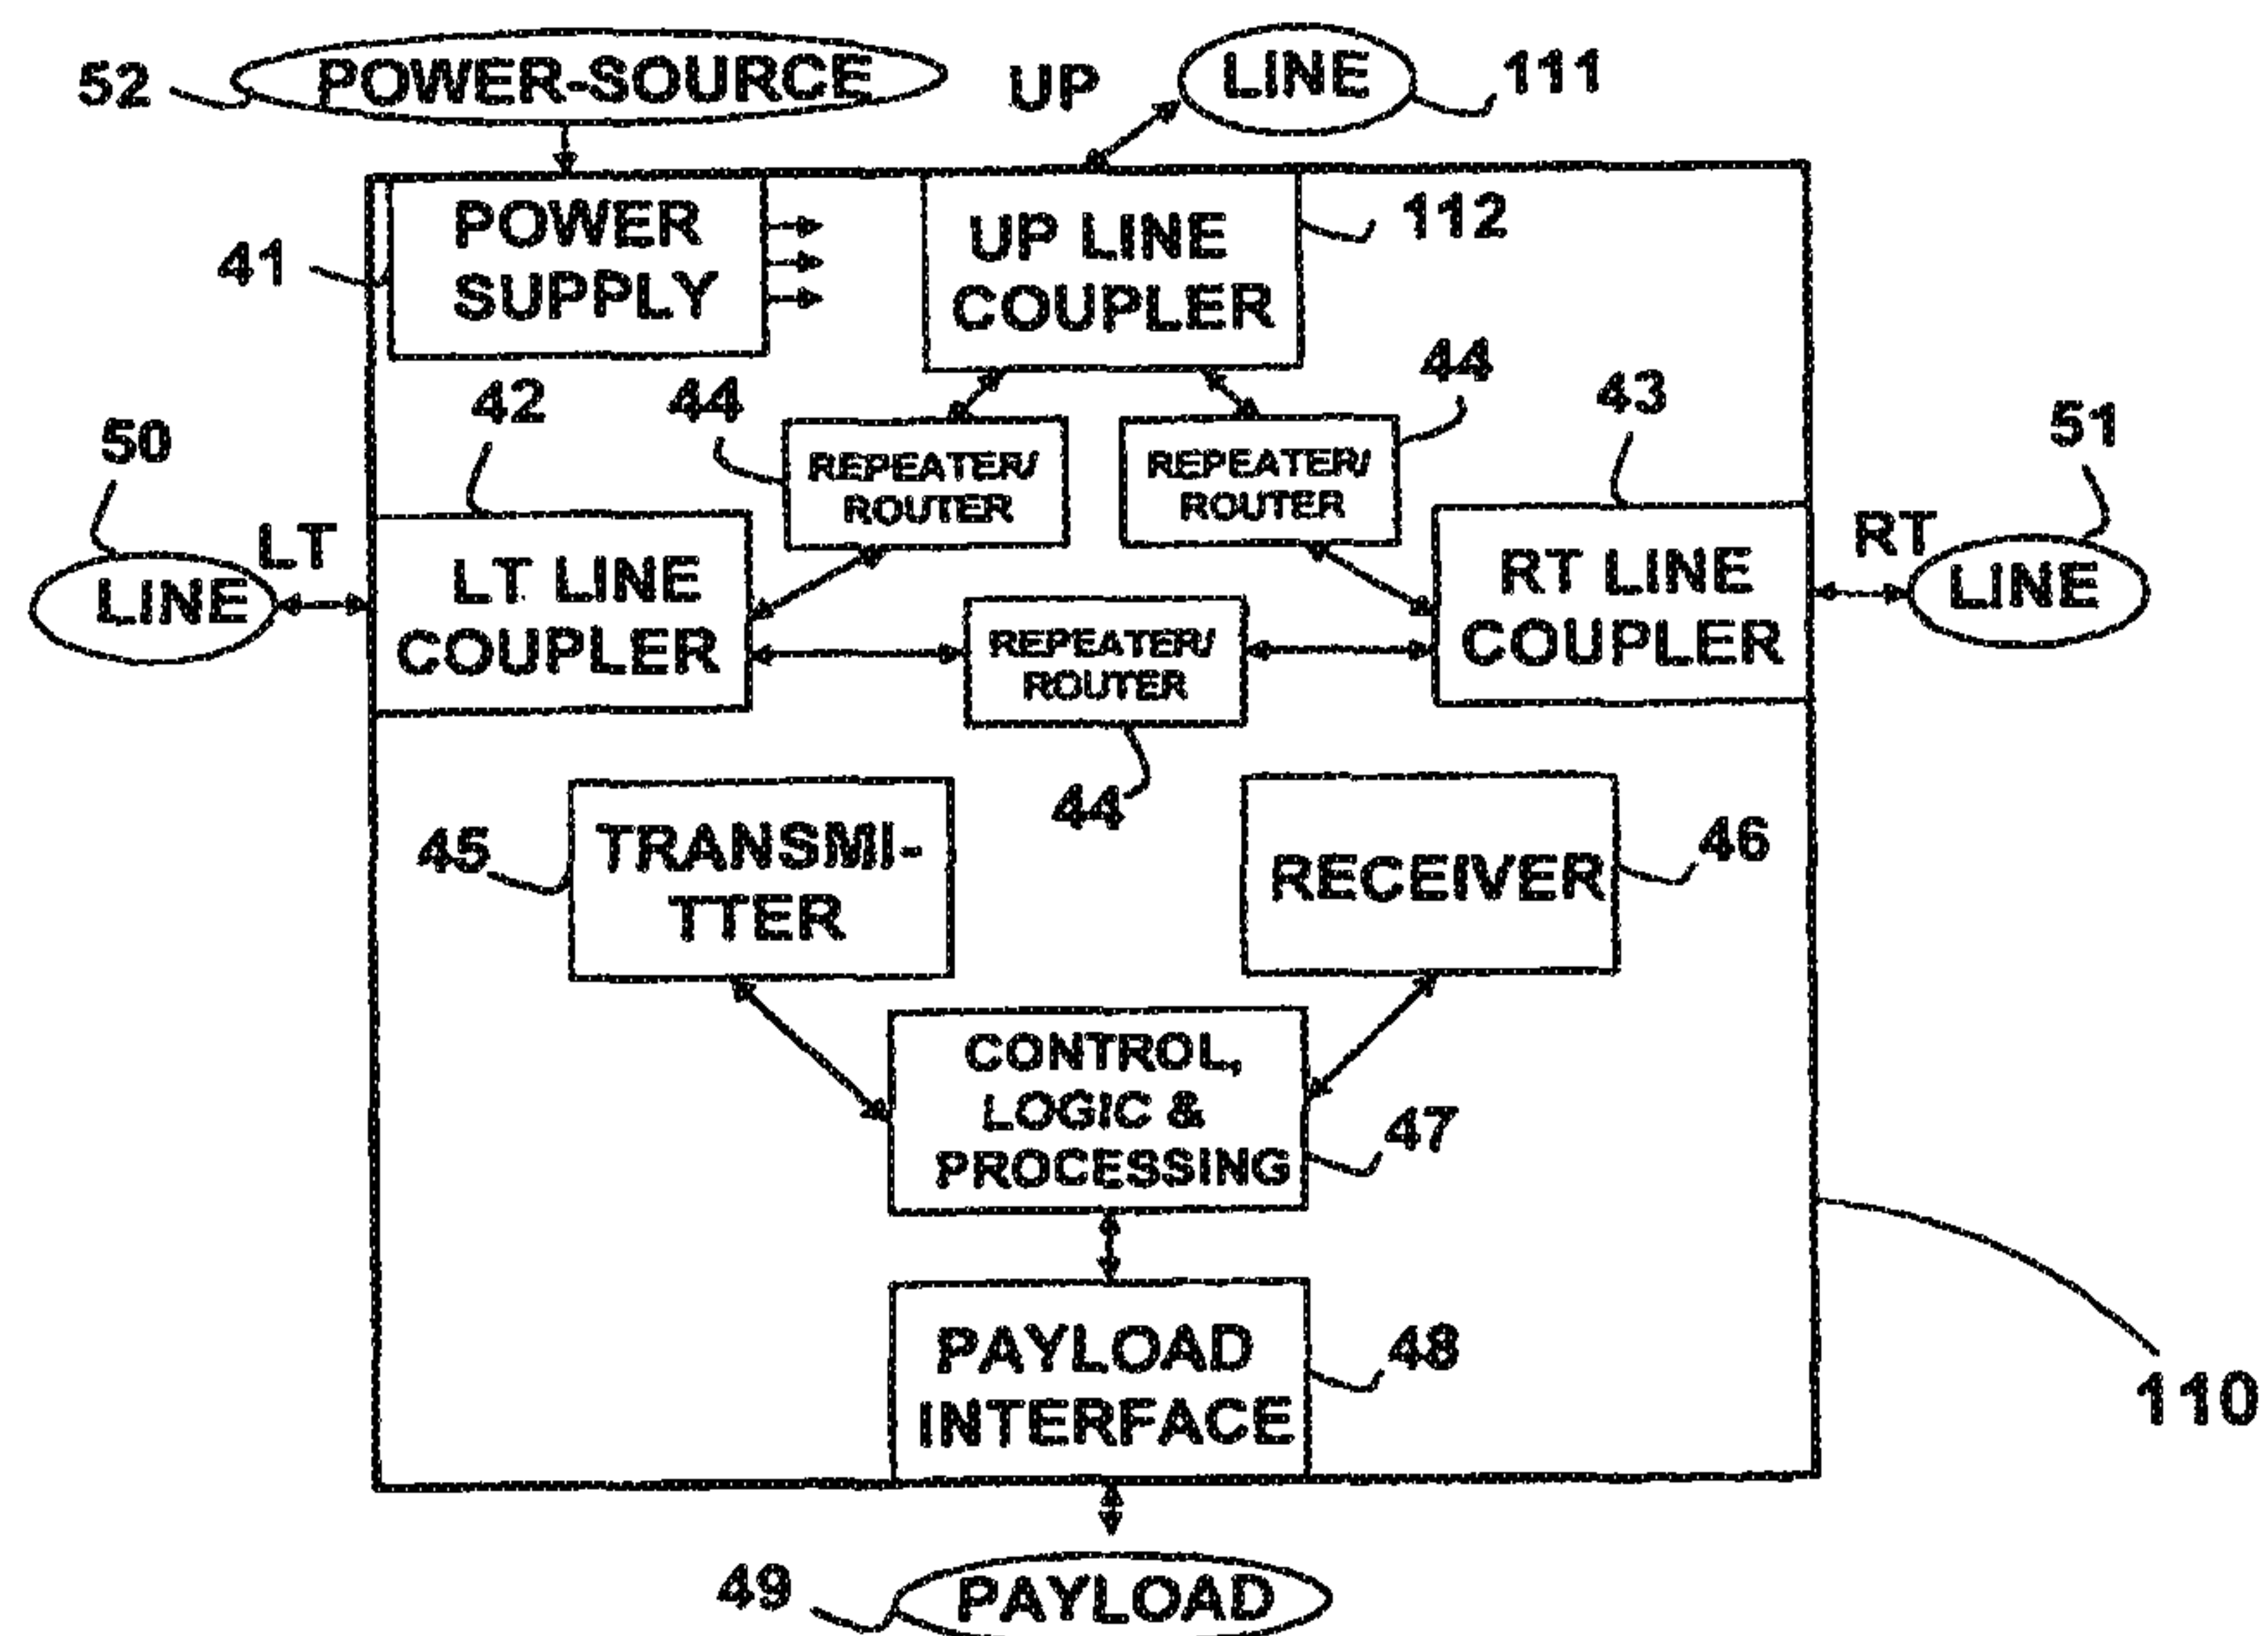 52
POWER-SOURCE
UP
LINE
111
41
POWER
SUPPLY
UP LINE
COUPLER
112
42
44
44
43
50
51
REPEATER/
ROUTER
REPEATER/
ROUTER
LT
LINE
LT LINE
COUPLER
REPEATER/
ROUTER
RT LINE
COUPLER
RT
LINE
44
45
TRANSMI-
TTER
RECEIVER
46
CONTROL,
LOGIC &
PROCESSING
47
PAYLOAD
INTERFACE
48
110
49
PAYLOAD